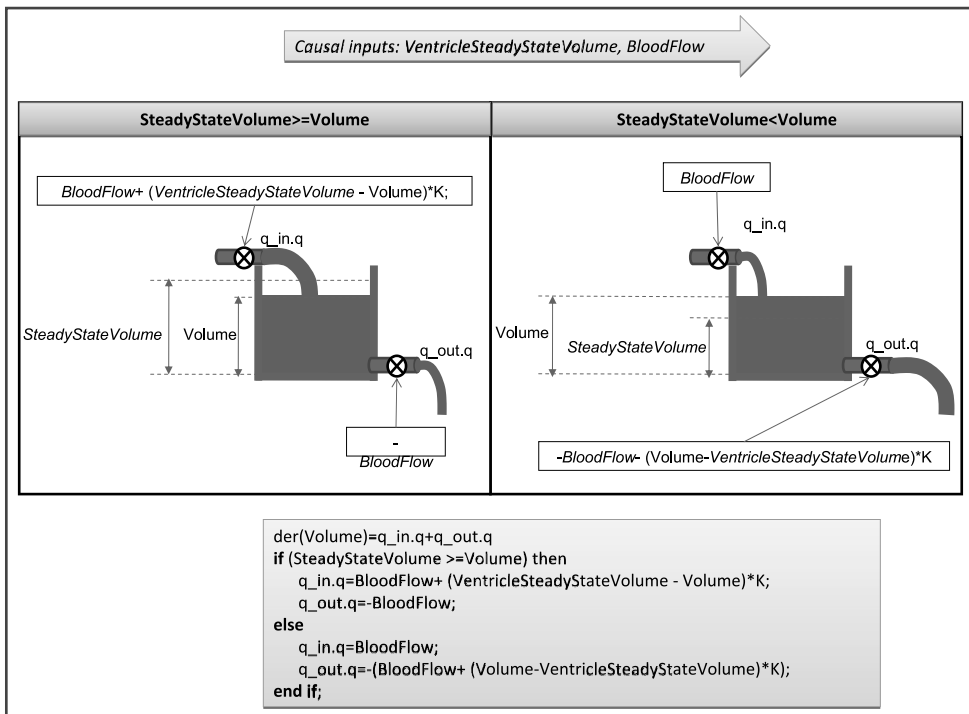 Causal inputs: VentricleSteadyStateVolume, BloodFlow
SteadyStateVolume>=Volume
SteadyStateVolume<Volume
BloodFlow+ (VentricleSteadyStateVolume - Volume)*K;
q_in.q
SteadyStateVolume
Volume
q_out.q
-
BloodFlow
BloodFlow
q_in.q
Volume
SteadyStateVolume
q_out.q
-BloodFlow- (Volume-VentricleSteadyStateVolume)*K
der(Volume)=q_in.q+q_out.q
if (SteadyStateVolume >=Volume) then
q_in.q=BloodFlow+ (VentricleSteadyStateVolume - Volume)*K;
q_out.q=-BloodFlow;
else
q_in.q=BloodFlow;
q_out.q=-(BloodFlow+ (Volume-VentricleSteadyStateVolume)*K);
end if;